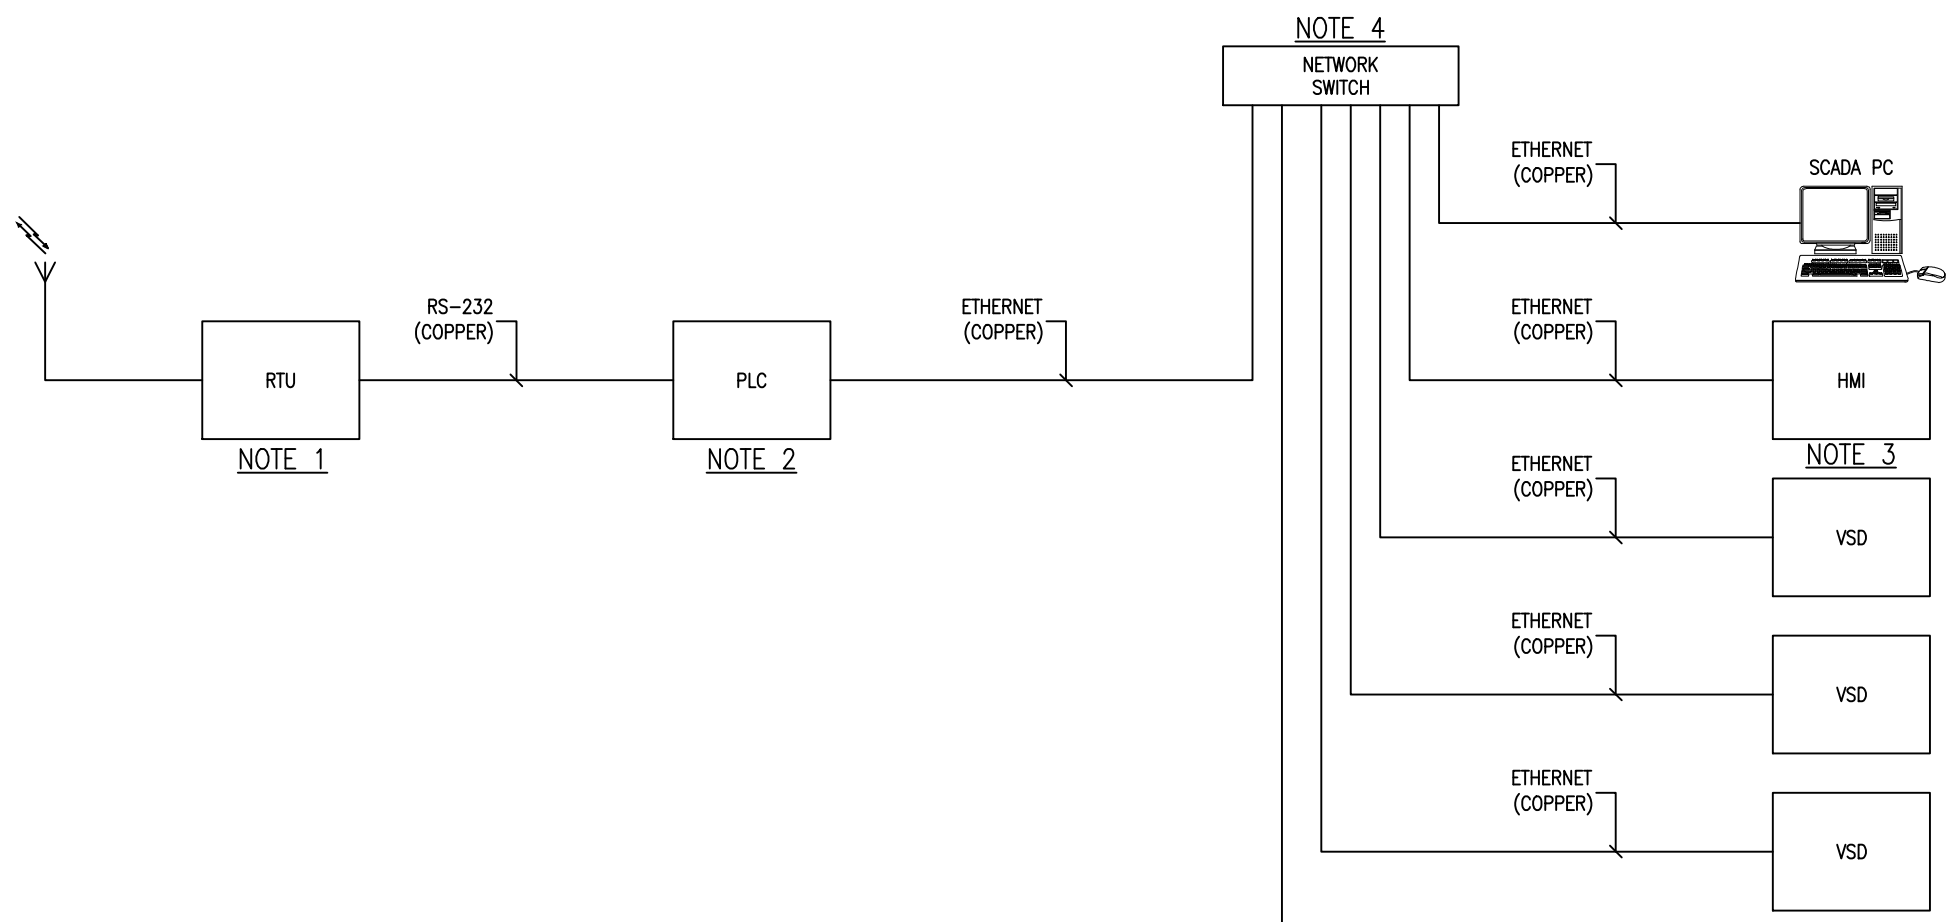 NOTE 4
NETWORK
SWITCH
ETHERNET
(COPPER)
SCADA PC
RS-232
(COPPER)
ETHERNET
(COPPER)
ETHERNET
(COPPER)
RTU
PLC
HMI
NOTE 1
NOTE 2
NOTE 3
ETHERNET
(COPPER)
VSD
ETHERNET
(COPPER)
VSD
ETHERNET
(COPPER)
VSD